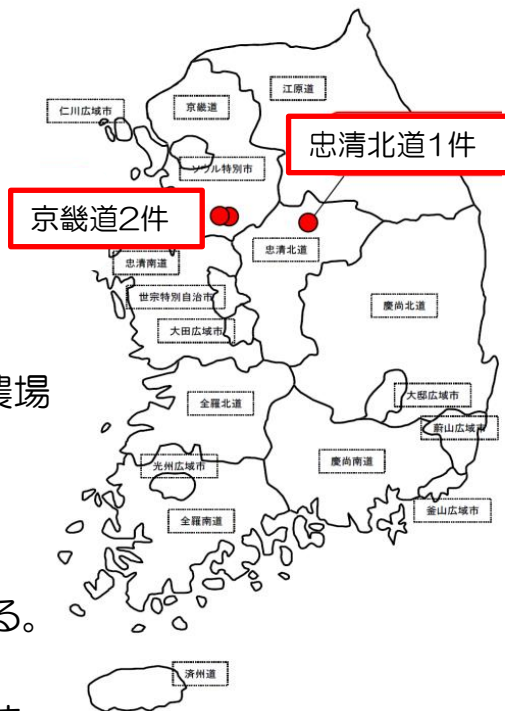 江原道
京畿道
仁川広域市
忠清北道1件
ソウル特別市
京畿道2件
忠清北道
忠清南道
世宗特別自治市
慶尚北道
大田広域市
農場
大邱広域市
全羅北道
蔚山広域市
光州広域市
慶尚南道
釜山広域市
全羅南道
る。
済州道